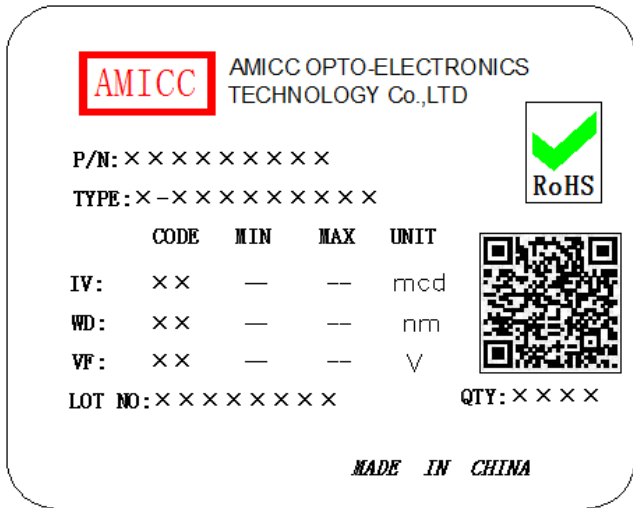 AMICC
AMICC OPTO-ELECTRONICS
TECHNOLOGY Co.,LTD
RoHS
P/N:×××××××××
TYPE:×-×××××××××
CODE MIN MAX UNIT
IV: ×× — -- mcd
WD: ×× — -- nm
VF: ×× — -- V
LOT NO:×××××××× QTY:××××
MADE IN CHINA